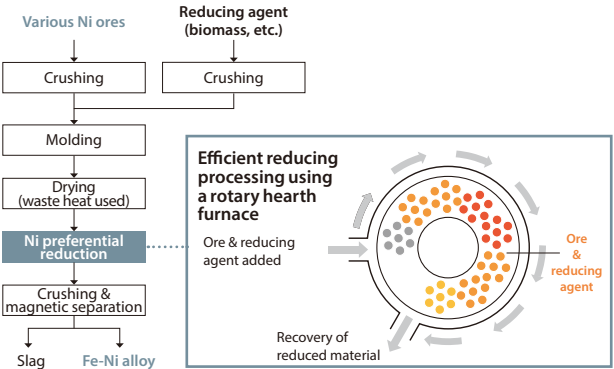 Various Ni ores
Reducing agent
(biomass, etc.)
Crushing
Crushing
Molding
Drying
(waste heat used)
Ni preferential
reduction
Crushing &
magnetic separation
Slag
Fe-Ni alloy
Efficient reducing
processing using
a rotary hearth
furnace
Ore & reducing
agent added
Ore
&
reducing
agent
Recovery of
reduced material